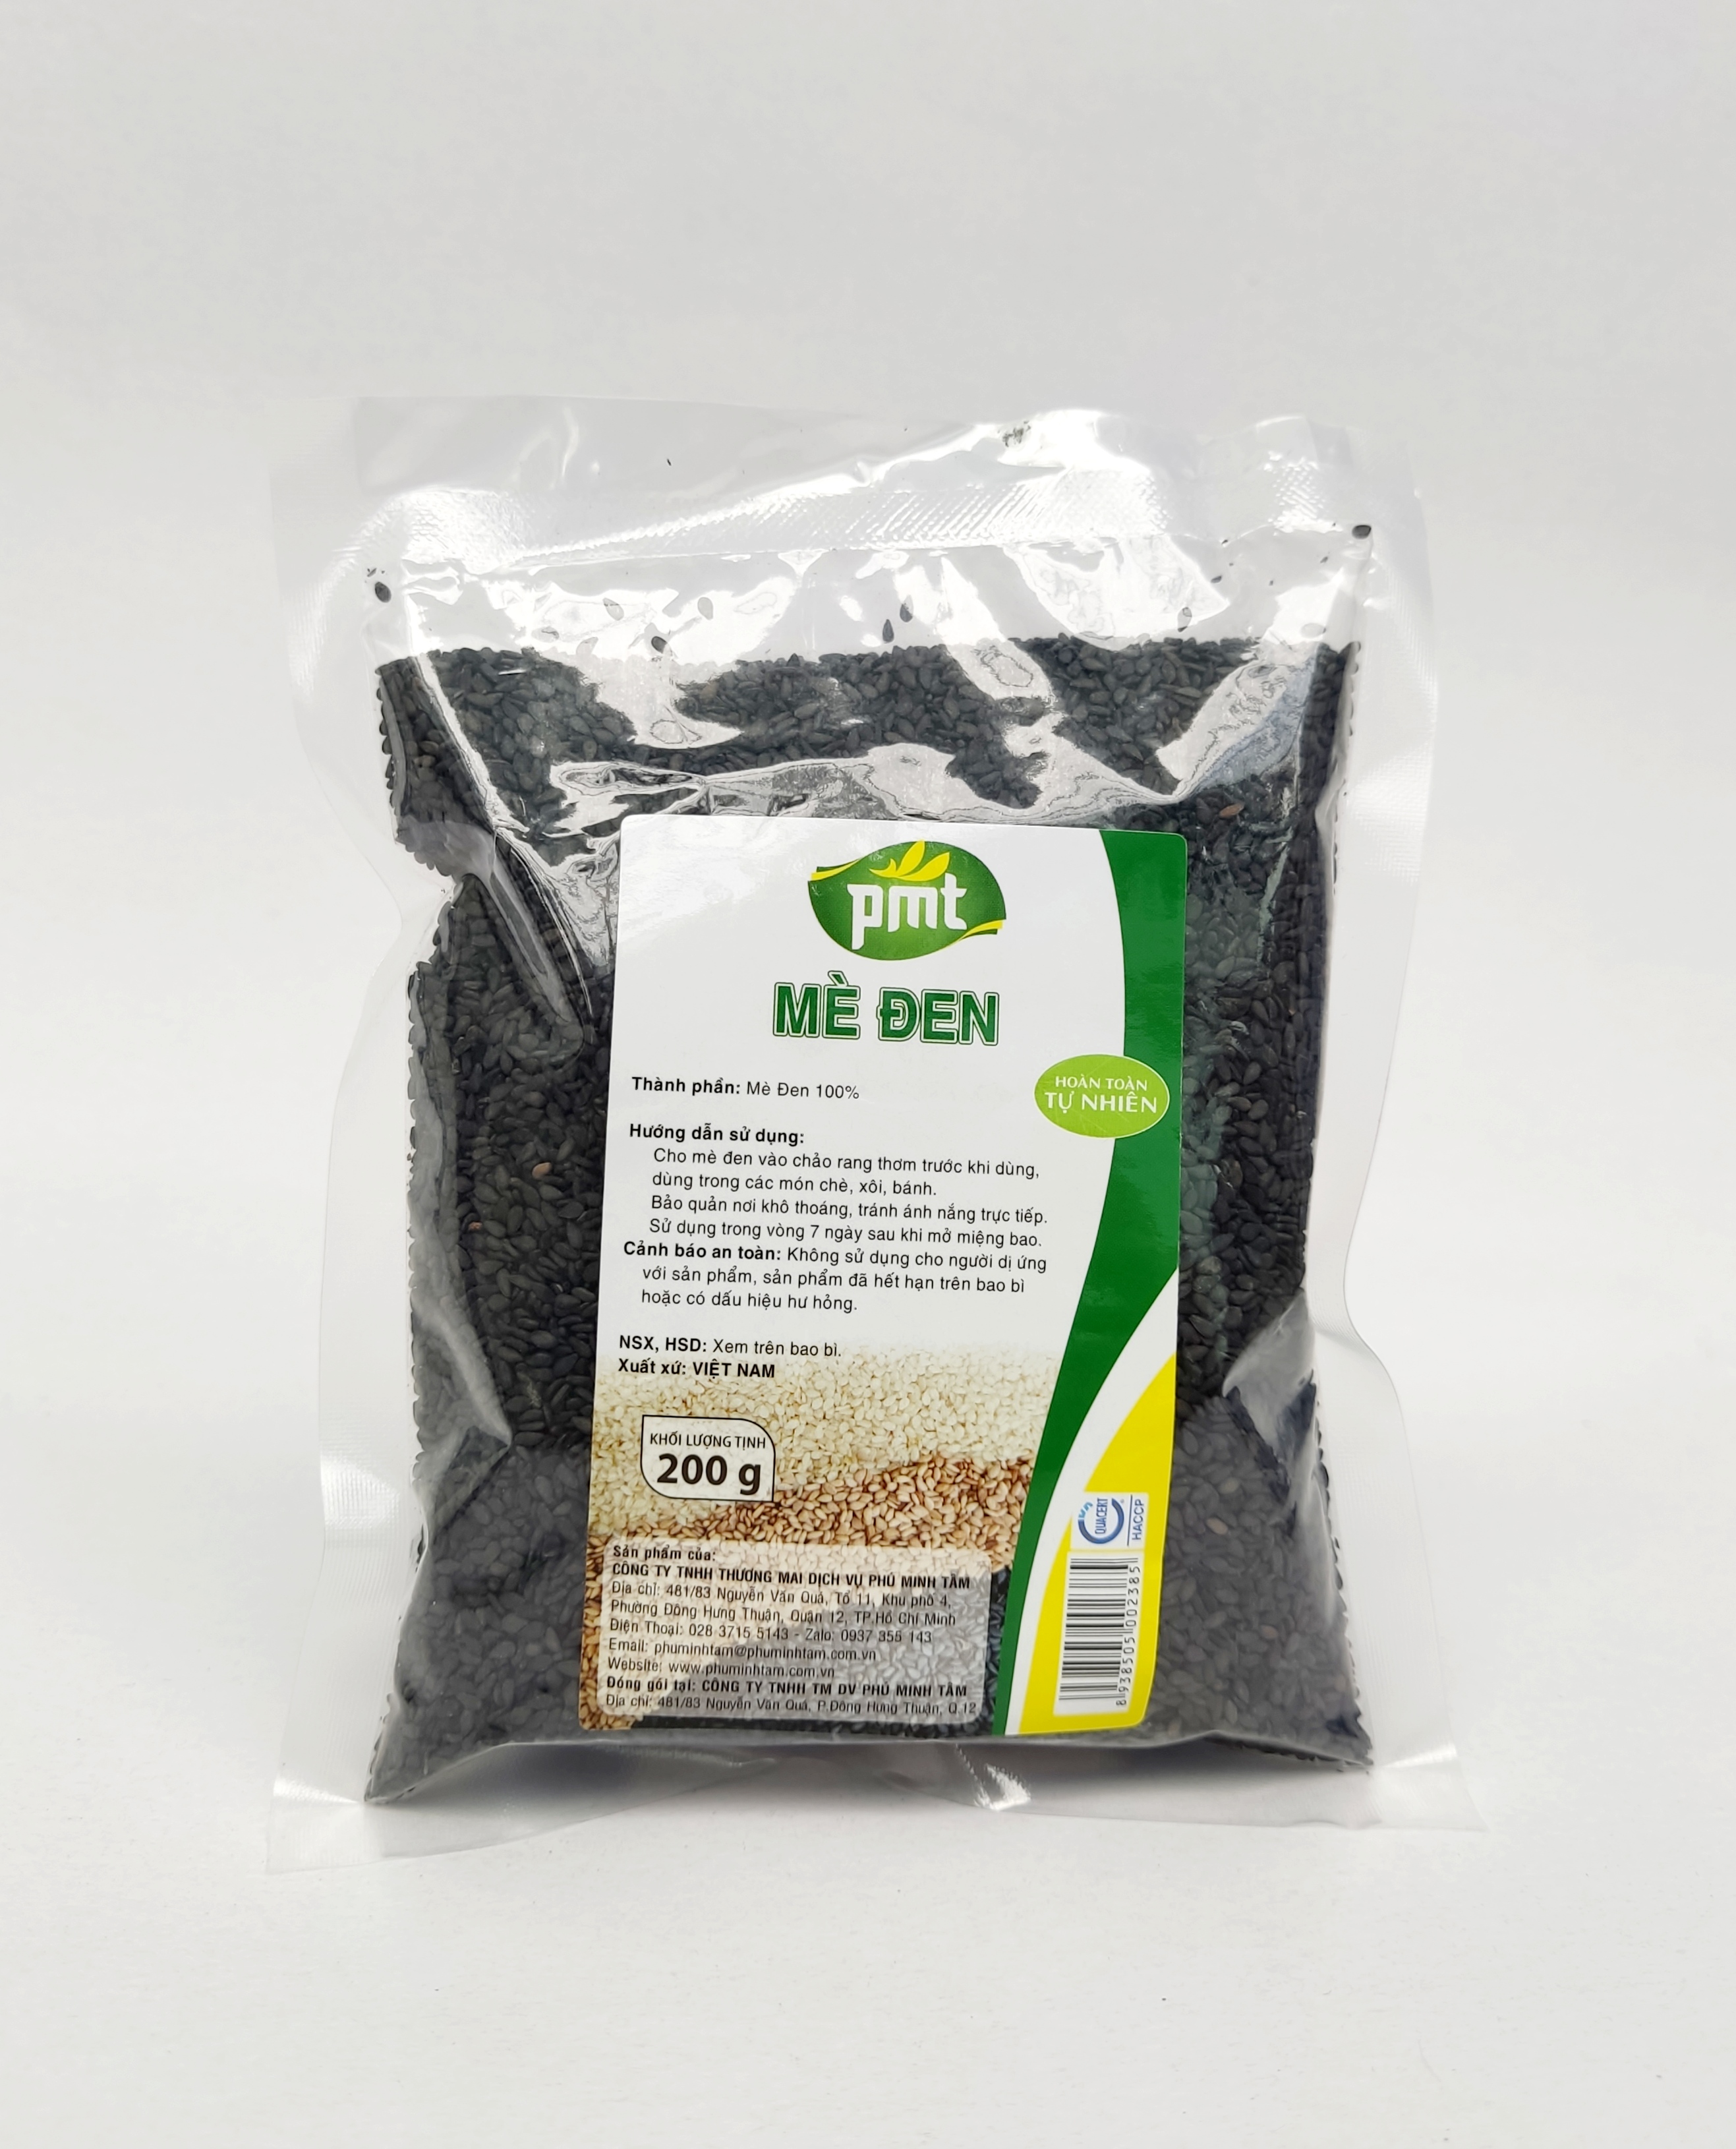 pmt
MÈ ĐEN
Thành phần: Mè Đen 100%
HOÀN TOÀN
TỰ NHIÊN
Hướng dẫn sử dụng:
Cho mè đen vào chảo rang thơm trước khi dùng,
dùng trong các món chè, xôi, bánh.
Bảo quản nơi khô thoáng, tránh ánh nắng trực tiếp.
Sử dụng trong vòng 7 ngày sau khi mở miệng bao.
Cảnh báo an toàn: Không sử dụng cho người dị ứng
với sản phẩm, sản phẩm đã hết hạn trên bao bì
hoặc có dấu hiệu hư hỏng.
NSX, HSD: Xem trên bao bì.
Xuất xứ: VIỆT NAM
KHỐI LƯỢNG TỊNH
200 g
Sản phẩm của:
CÔNG TY TNHH THƯƠNG MẠI DỊCH VỤ PHÚ MINH TÂM
Địa chỉ: 481/83 Nguyễn Văn Quá, Tổ 11, Khu phố 4,
Phường Đông Hưng Thuận, Quận 12, TP.Hồ Chí Minh
Điện Thoại: 028 3715 5143 - Zalo: 0937 355 143
Email: phuminhtam@phuminhtam.com.vn
Website: www.phuminhtam.com.vn
Đóng gói tại: CÔNG TY TNHH TM DV PHÚ MINH TÂM
Địa chỉ: 481/83 Nguyễn Văn Quá, P.Đông Hưng Thuận, Q.12
QUACERT
HACCP
8 938505 002385